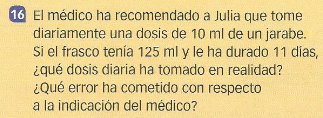 16 El médico ha recomendado a Julia que tome
diariamente una dosis de 10 ml de un jarabe.
Si el frasco tenía 125 ml y le ha durado 11 días,
¿qué dosis diaria ha tomado en realidad?
¿Qué error ha cometido con respecto
a la indicación del médico?